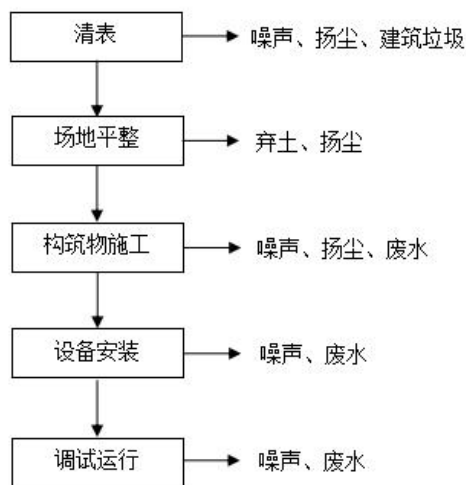 清表
噪声、扬尘、建筑垃圾
场地平整
弃土、扬尘
构筑物施工
噪声、扬尘、废水
设备安装
噪声、废水
调试运行
噪声、废水